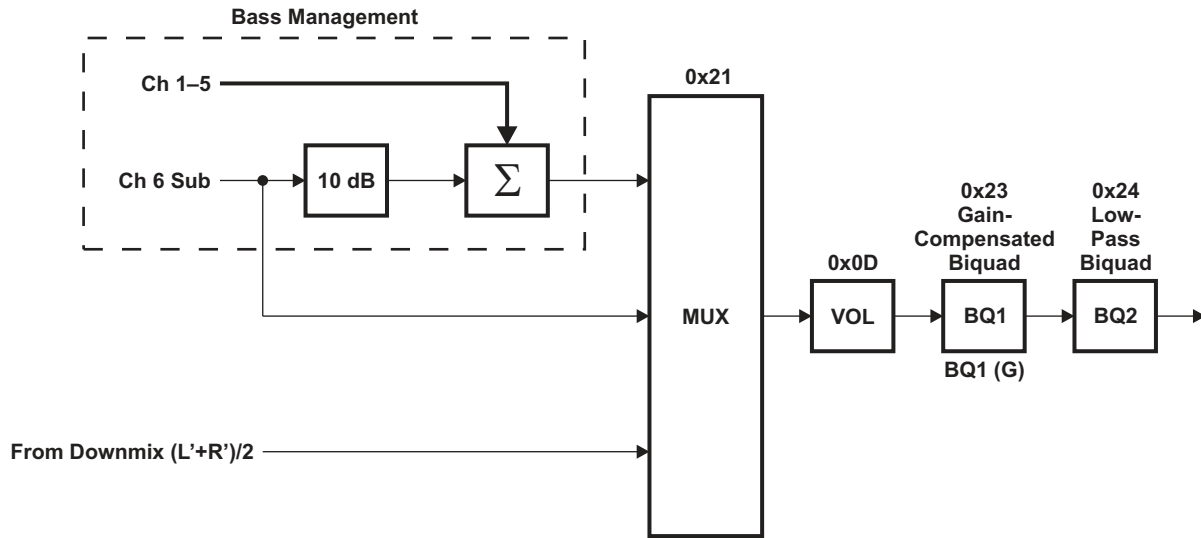 Bass Management
Ch 1–5
Ch 6 Sub
10 dB
Σ
0x21
MUX
From Downmix (L'+R')/2
0x0D
VOL
0x23
Gain-
Compensated
Biquad
BQ1
BQ1 (G)
0x24
Low-
Pass
Biquad
BQ2